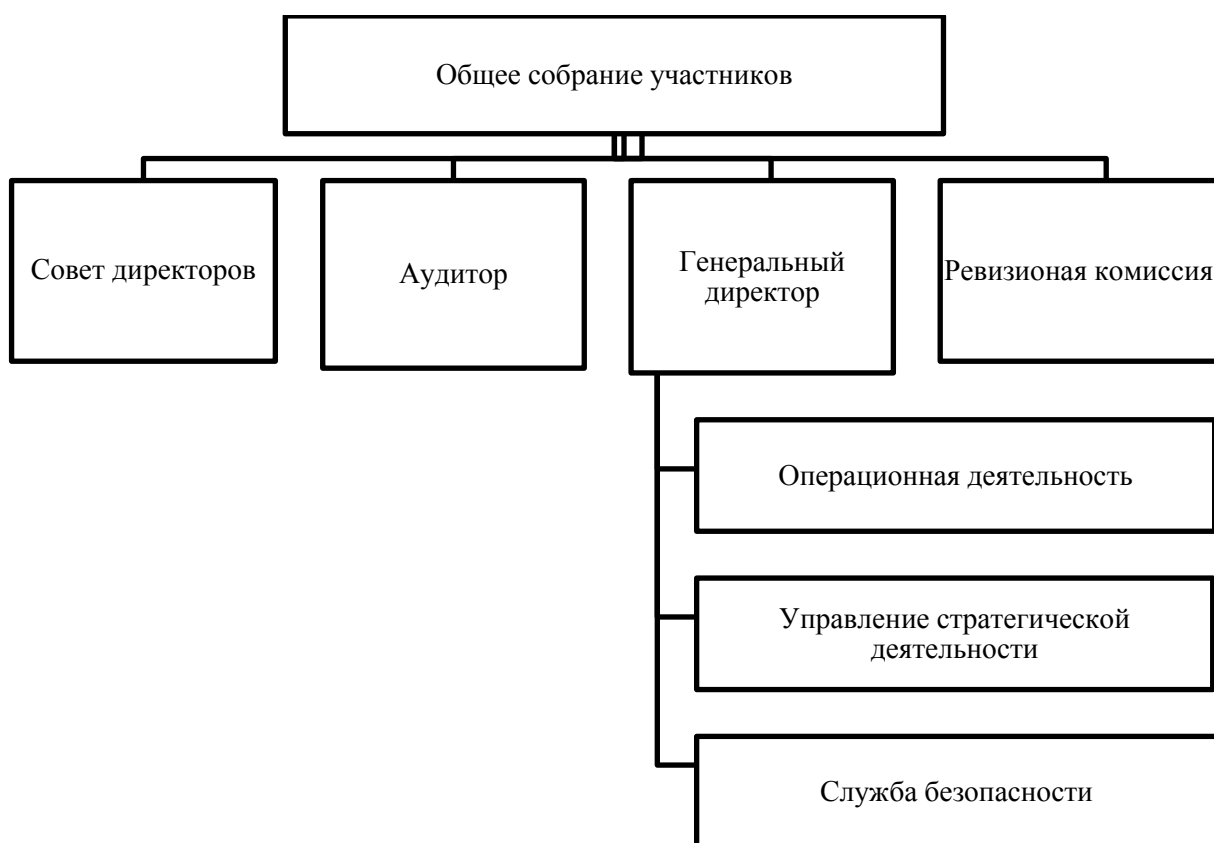 Общее собрание участников
Совет директоров
Аудитор
Генеральный
директор
Ревизионая комиссия
Операционная деятельность
Управление стратегической
деятельности
Служба безопасности